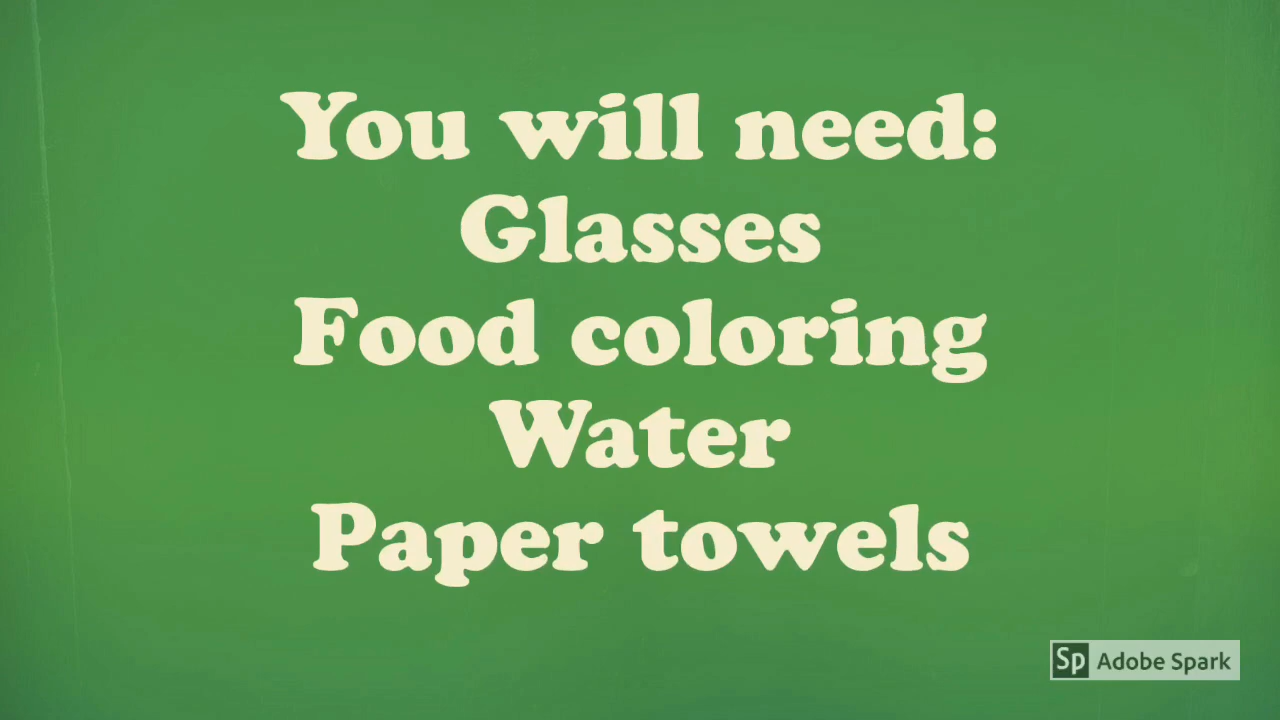 You will need:
Glasses
Food coloring
Water
Paper towels
Sp Adobe Spark